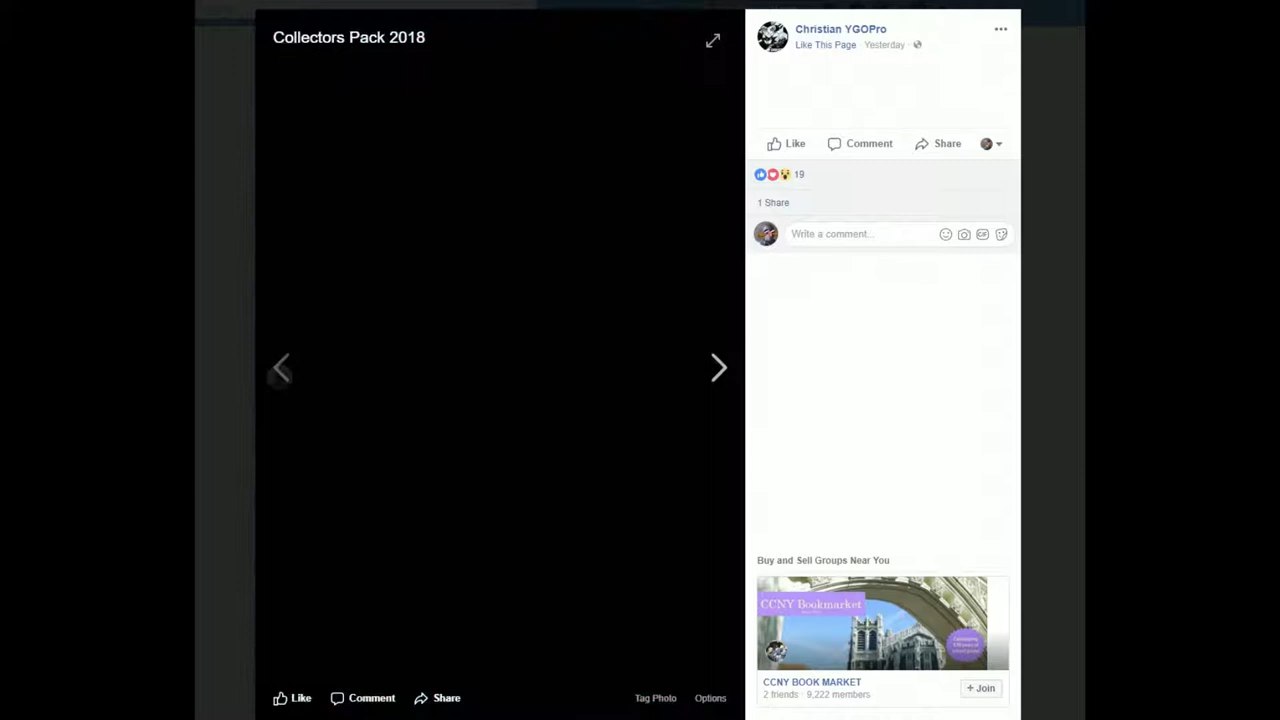 Collectors Pack 2018
Christian YGOPro
Like This Page Yesterday ·
Like Comment Share
19
1 Share
Write a comment...
GIF
Buy and Sell Groups Near You
CCNY Bookmarket
CCNY BOOK MARKET
2 friends · 9,222 members
+ Join
Like Comment Share
Tag Photo Options